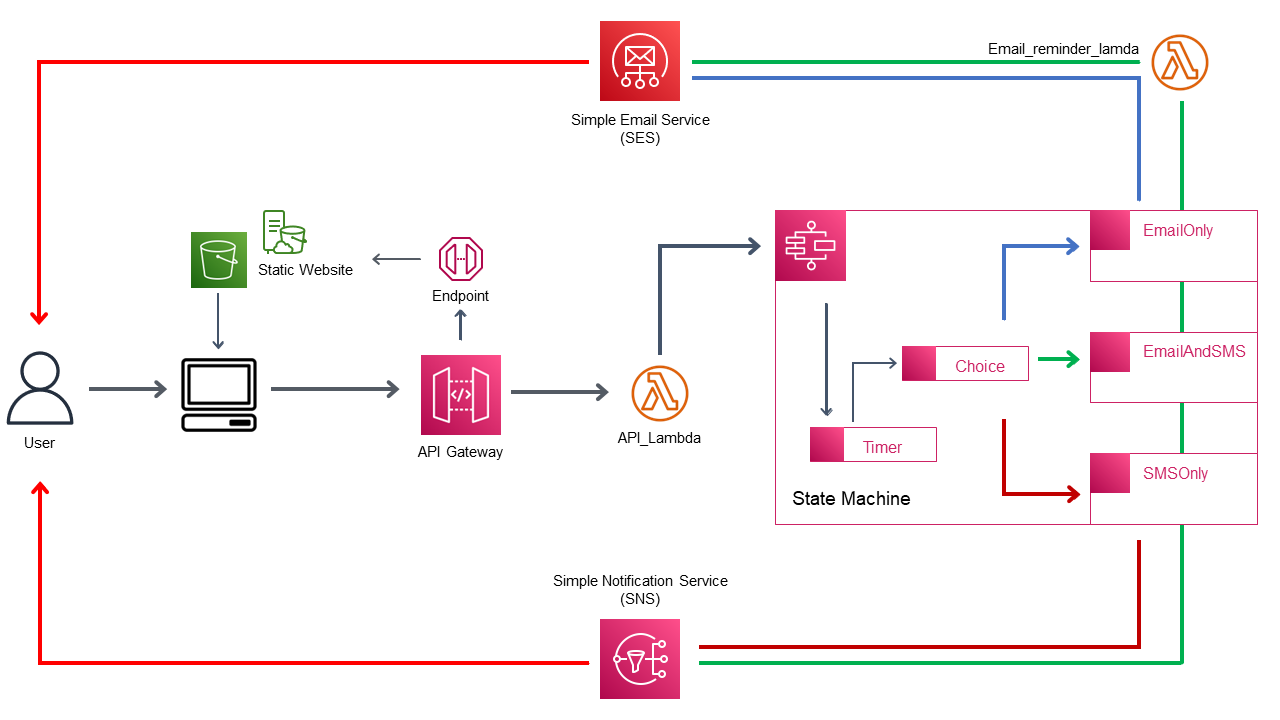 Email_reminder_lamda
Simple Email Service
(SES)
EmailOnly
Static Website
Endpoint
EmailAndSMS
Choice
User
API Gateway
API_Lambda
Timer
SMSOnly
State Machine
Simple Notification Service
(SNS)